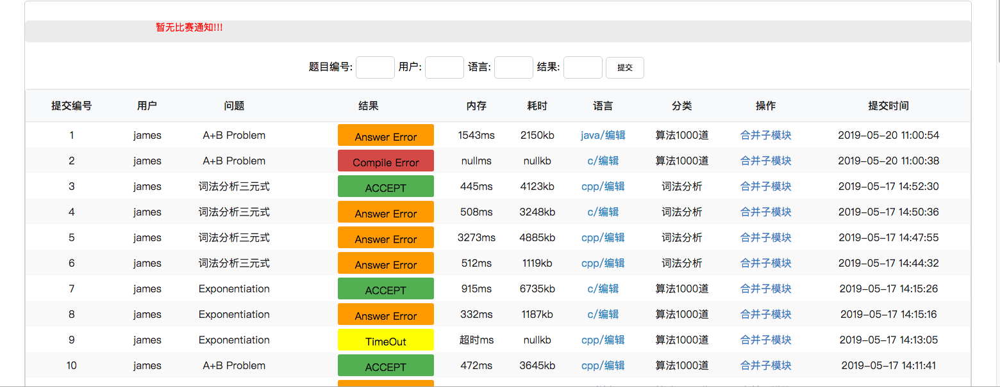 暂无比赛通知!!!
题目编号: 用户: 语言: 结果: 提交
提交编号 用户 问题 结果 内存 耗时 语言 分类 操作 提交时间
1 james A+B Problem Answer Error 1543ms 2150kb java/编辑 算法1000道 合并子模块 2019-05-20 11:00:54
2 james A+B Problem Compile Error nullms nullkb c/编辑 算法1000道 合并子模块 2019-05-20 11:00:38
3 james 词法分析三元式 ACCEPT 445ms 4123kb cpp/编辑 词法分析 合并子模块 2019-05-17 14:52:30
4 james 词法分析三元式 Answer Error 508ms 3248kb c/编辑 词法分析 合并子模块 2019-05-17 14:50:36
5 james 词法分析三元式 Answer Error 3273ms 4885kb cpp/编辑 词法分析 合并子模块 2019-05-17 14:47:55
6 james 词法分析三元式 Answer Error 512ms 1119kb cpp/编辑 词法分析 合并子模块 2019-05-17 14:44:32
7 james Exponentiation ACCEPT 915ms 6735kb c/编辑 算法1000道 合并子模块 2019-05-17 14:15:26
8 james Exponentiation Answer Error 332ms 1187kb c/编辑 算法1000道 合并子模块 2019-05-17 14:15:16
9 james Exponentiation TimeOut 超时ms nullkb cpp/编辑 算法1000道 合并子模块 2019-05-17 14:13:05
10 james A+B Problem ACCEPT 472ms 3645kb cpp/编辑 算法1000道 合并子模块 2019-05-17 14:11:41